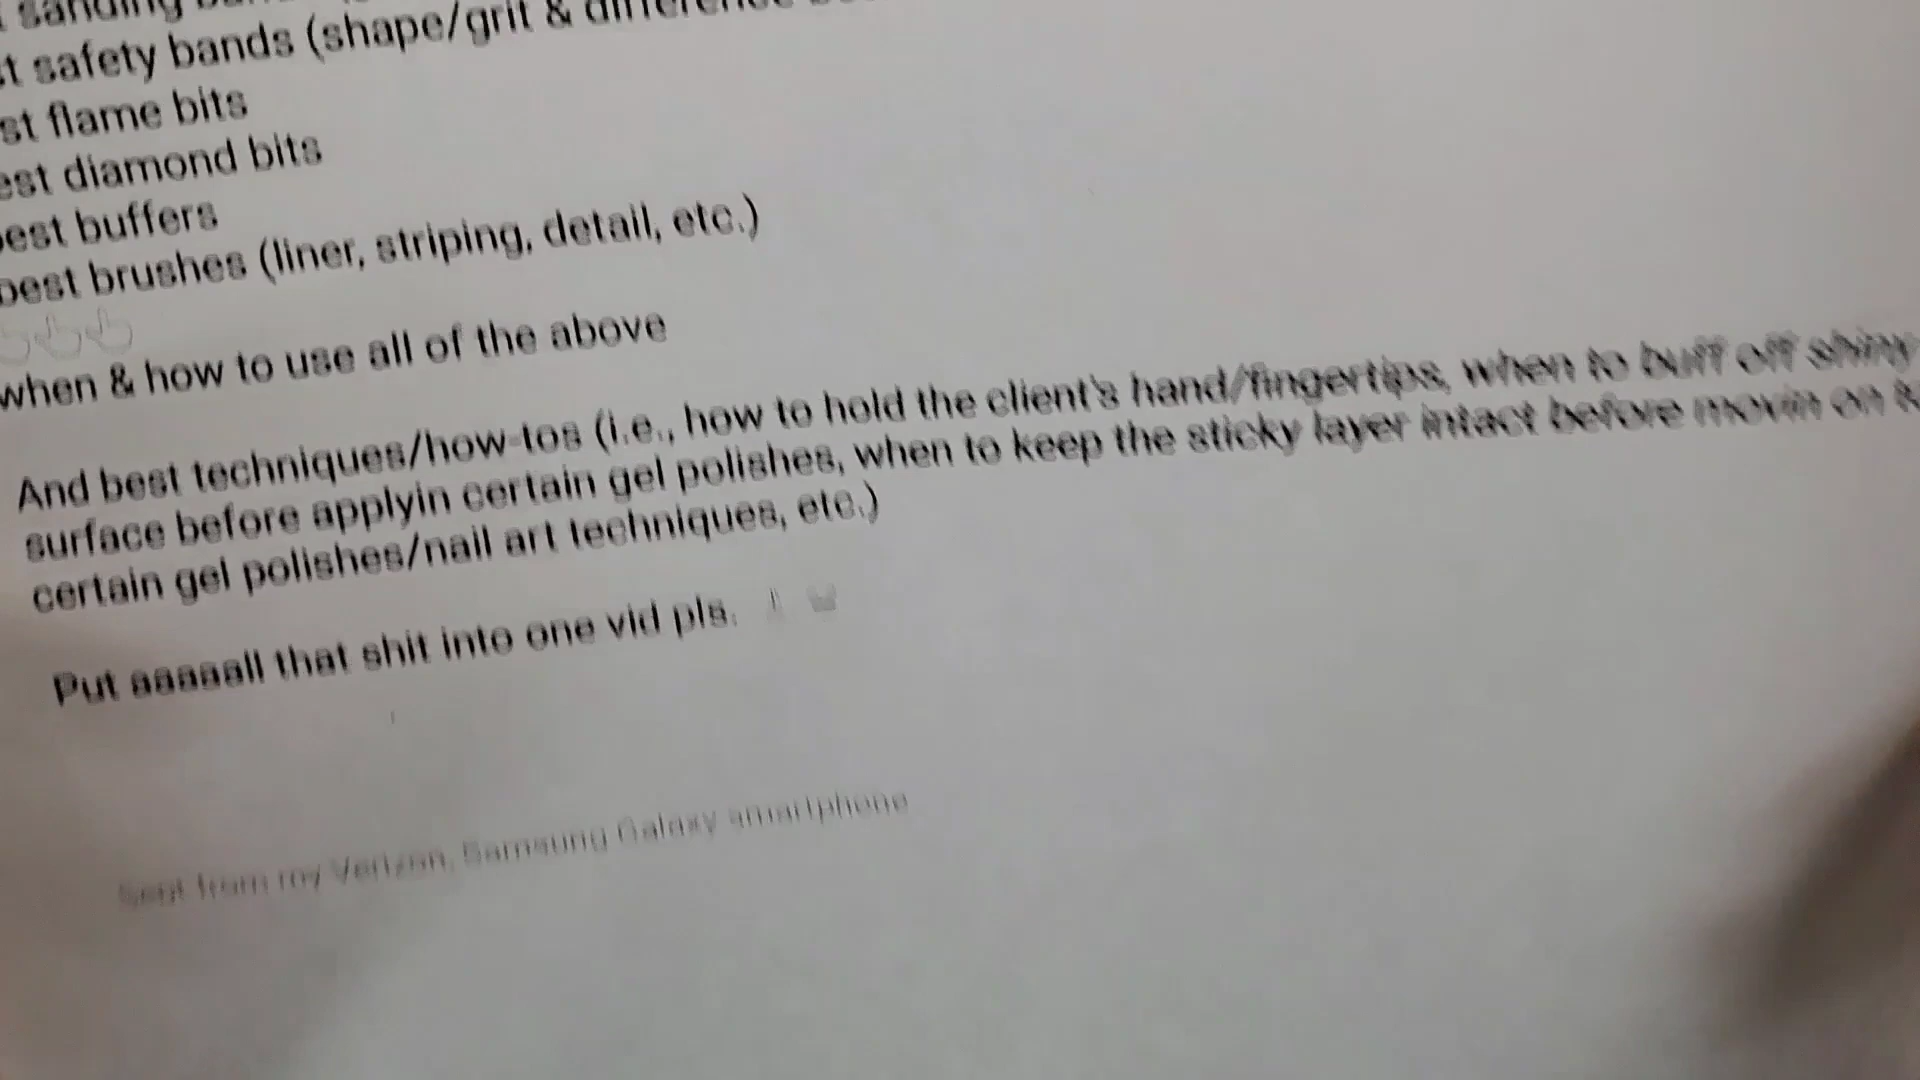 sanding
st safety bands (shape/grit & difference
st flame bits
est diamond bits
best buffers
best brushes (liner, striping, detail, etc.)
when & how to use all of the above
And best techniques/how-tos (i.e., how to hold the client's hand/fingertips, when to buff off shiny
surface before applyin certain gel polishes, when to keep the sticky layer intact before movin on
certain gel polishes/nail art techniques, etc.)
Put aaaaall that shit into one vid pls.
Sent from my Verizon, Samsung Galaxy smartphone